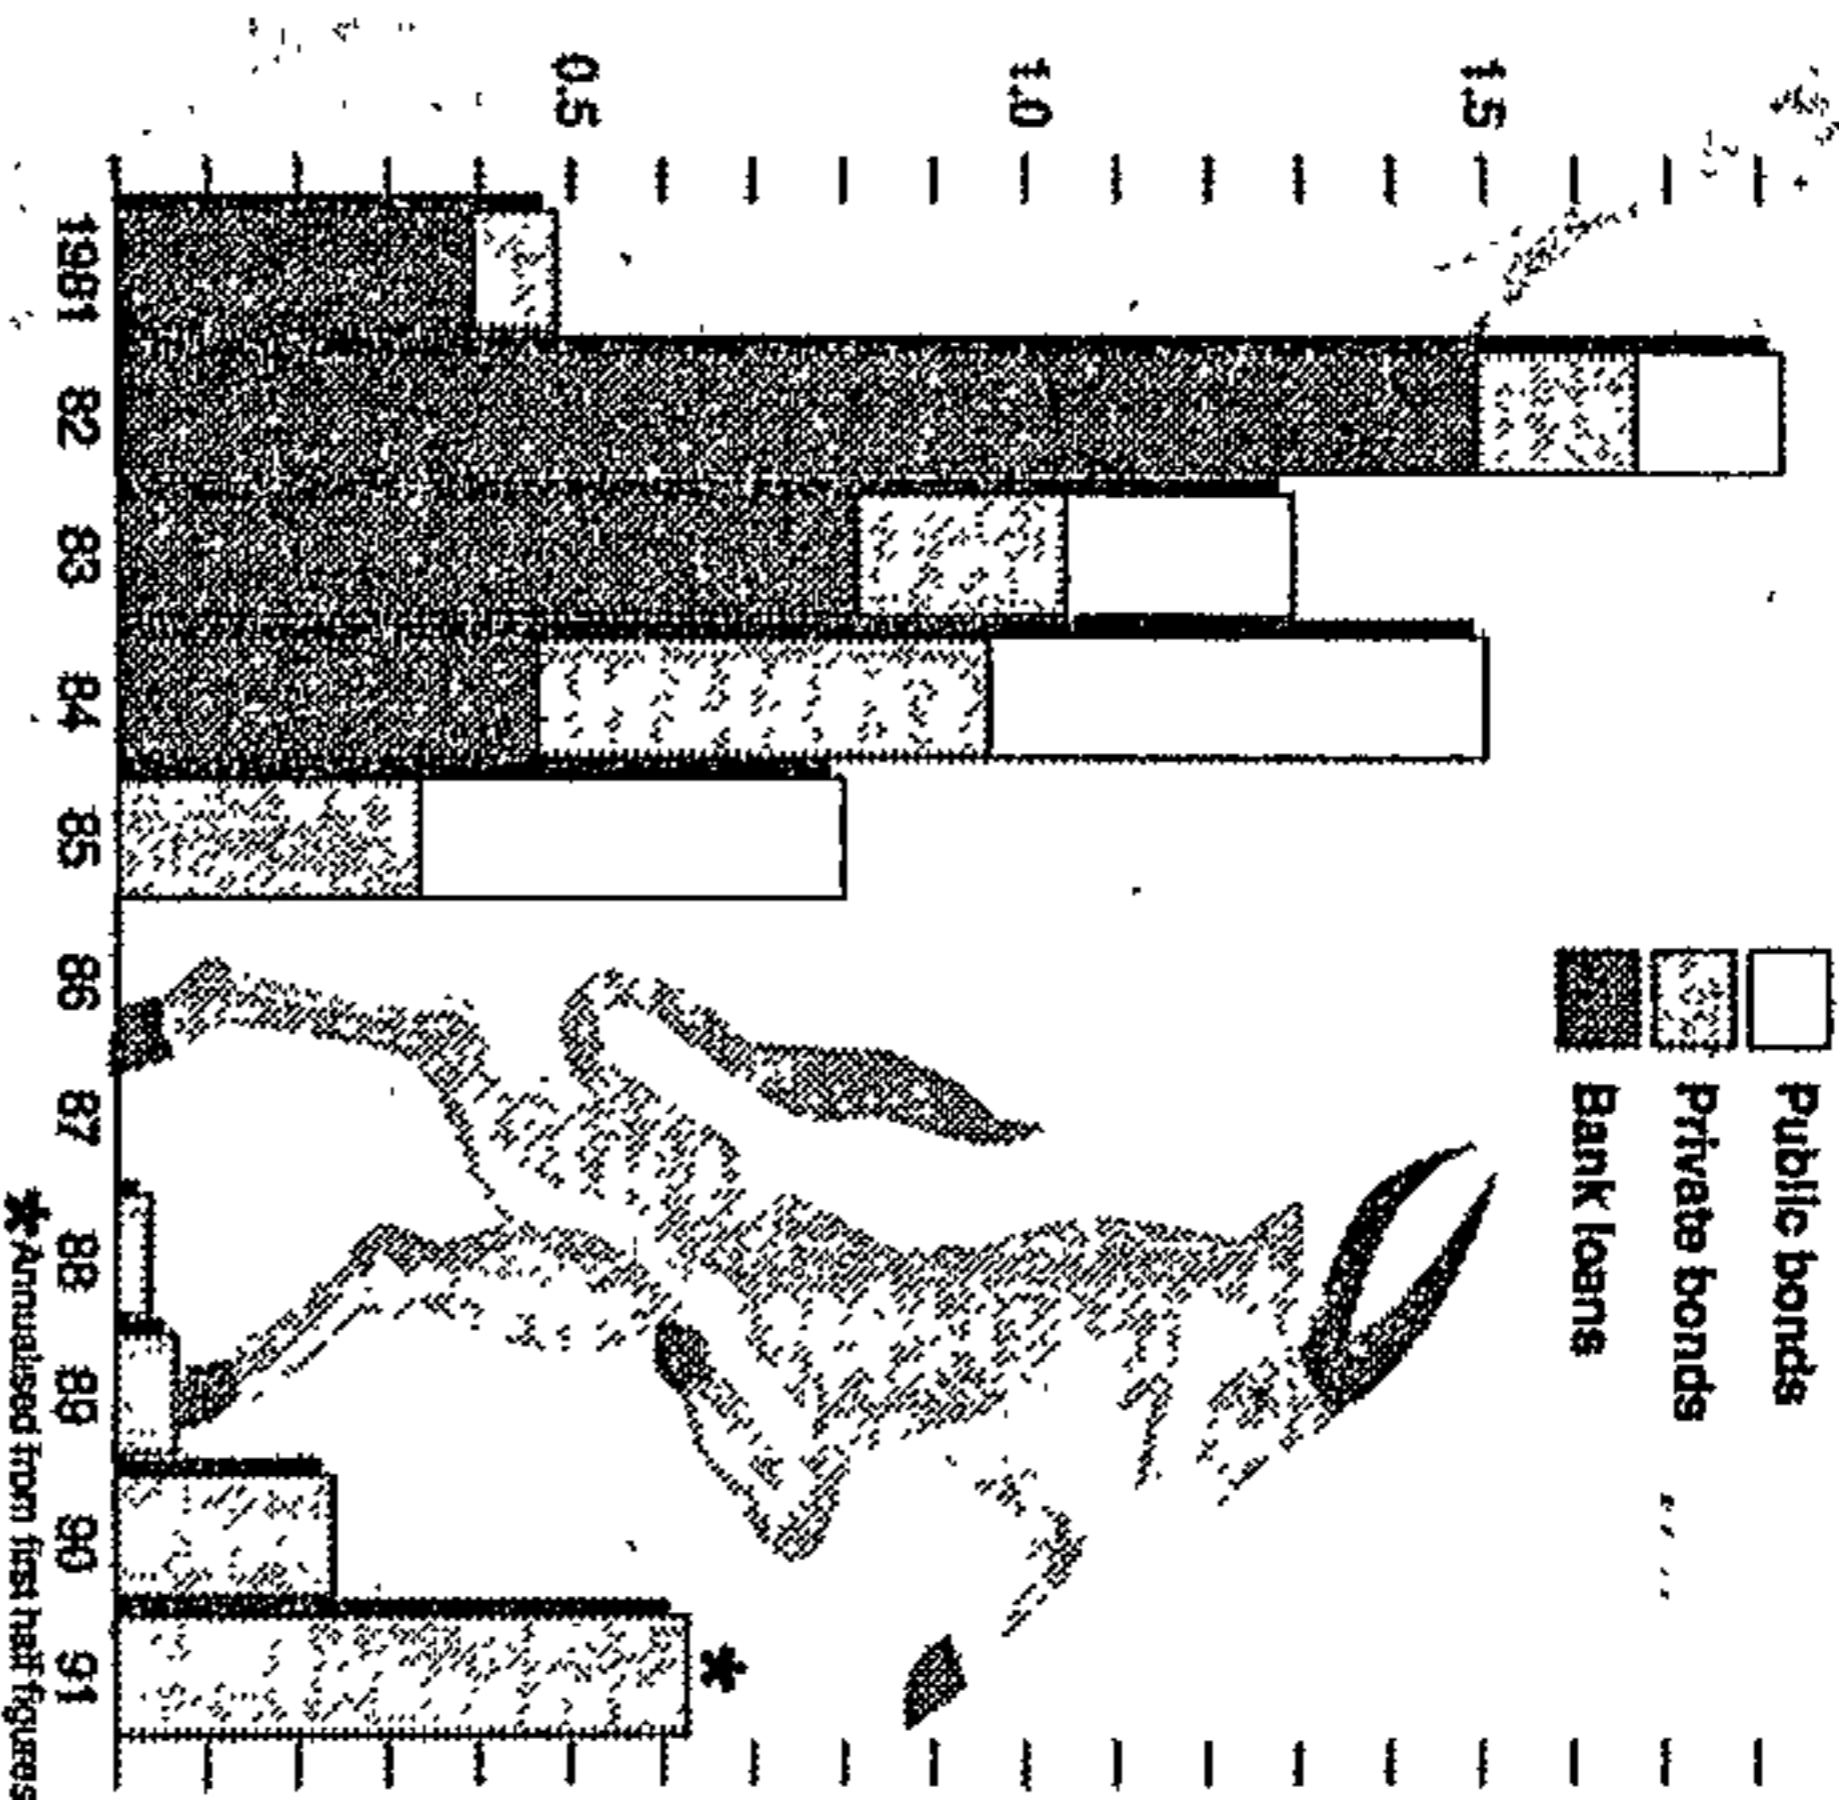 Public bonds
Private bonds
Bank loans
1.5
1.0
0.5
1981 82 83 84 85 86 87 88 89 90 91
*
*Annualised from first half figures